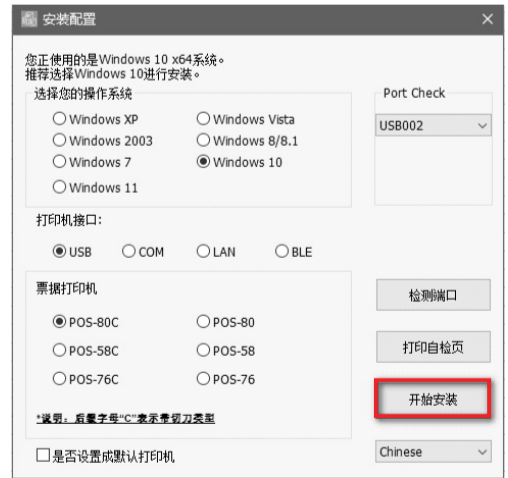 安装配置
您正使用的是Windows 10 x64系统。
推荐选择Windows 10进行安装。
选择您的操作系统
Port Check
Windows XP
Windows Vista
USB002
Windows 2003
Windows 8/8.1
Windows 7
Windows 10
Windows 11
打印机接口:
USB
COM
LAN
BLE
票据打印机
检测端口
POS-80C
POS-80
POS-58C
POS-58
打印自检页
POS-76C
POS-76
开始安装
*说明：后最字母"C"表示带切刀类型
是否设置成默认打印机
Chinese